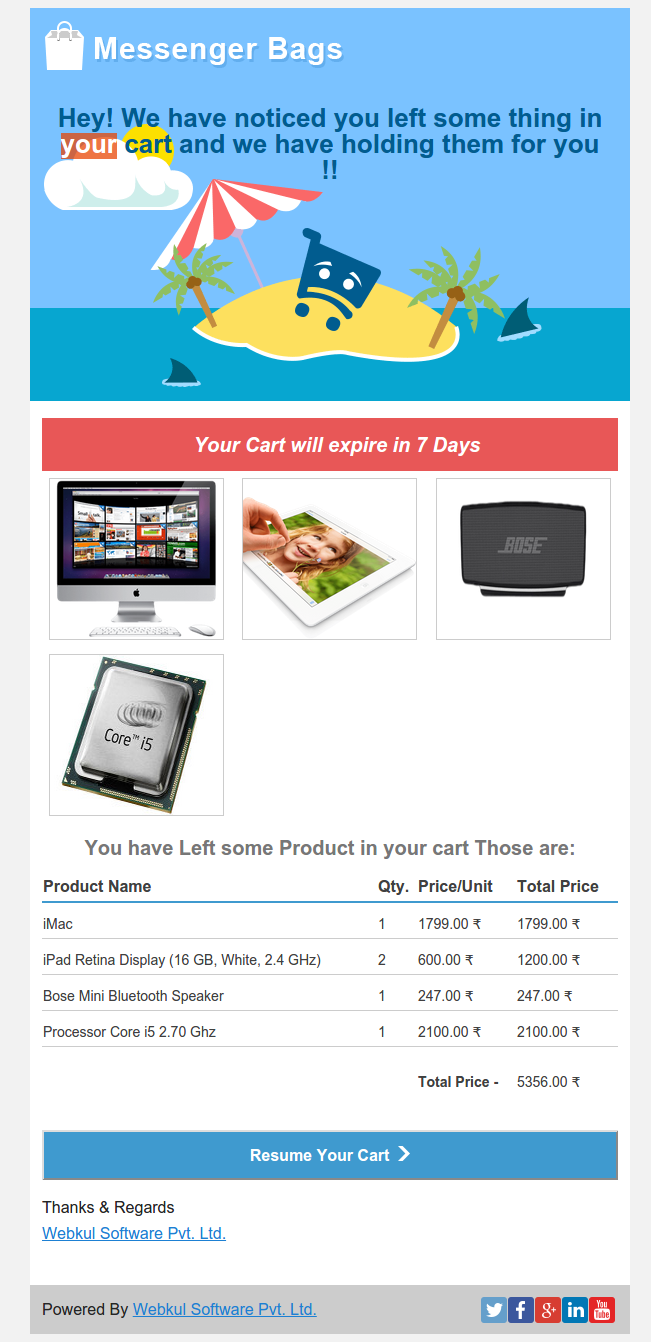 Messenger Bags
Hey! We have noticed you left some thing in
your cart and we have holding them for you
!!
Your Cart will expire in 7 Days
BOSE
Core™ i5
You have Left some Product in your cart Those are:
Product Name Qty. Price/Unit Total Price
iMac 1 1799.00 ₹ 1799.00 ₹
iPad Retina Display (16 GB, White, 2.4 GHz) 2 600.00 ₹ 1200.00 ₹
Bose Mini Bluetooth Speaker 1 247.00 ₹ 247.00 ₹
Processor Core i5 2.70 Ghz 1 2100.00 ₹ 2100.00 ₹
Total Price - 5356.00 ₹
Resume Your Cart
Thanks & Regards
Webkul Software Pvt. Ltd.
Powered By Webkul Software Pvt. Ltd.
g+ in You Tube